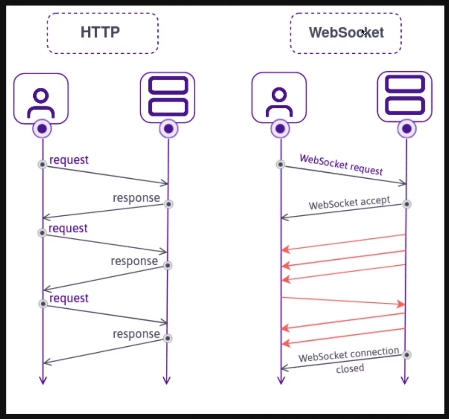 HTTP
request
response
request
response
request
response
WebSocket
WebSocket request
WebSocket accept
WebSocket connection
closed